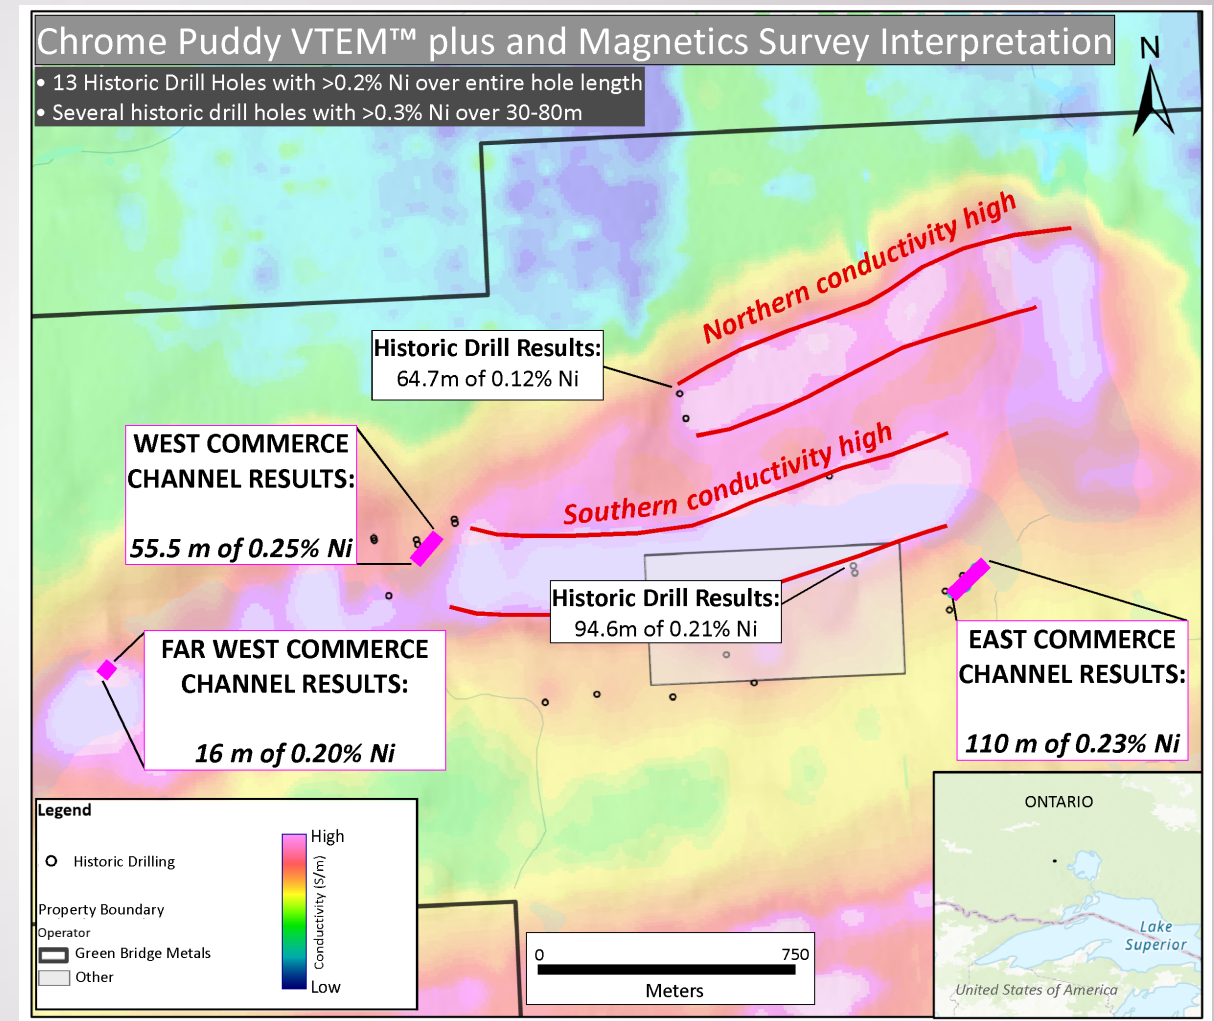 Chrome Puddy VTEM™ plus and Magnetics Survey Interpretation
• 13 Historic Drill Holes with >0.2% Ni over entire hole length
• Several historic drill holes with >0.3% Ni over 30-80m
N
Northern conductivity high
Historic Drill Results:
64.7m of 0.12% Ni
WEST COMMERCE
CHANNEL RESULTS:
55.5 m of 0.25% Ni
Southern conductivity high
Historic Drill Results:
94.6m of 0.21% Ni
FAR WEST COMMERCE
CHANNEL RESULTS:
16 m of 0.20% Ni
EAST COMMERCE
CHANNEL RESULTS:
110 m of 0.23% Ni
Legend
Historic Drilling
Property Boundary
Operator
Green Bridge Metals
Other
High
Conductivity (S/m)
Low
0 750
Meters
ONTARIO
Lake
Superior
United States of America